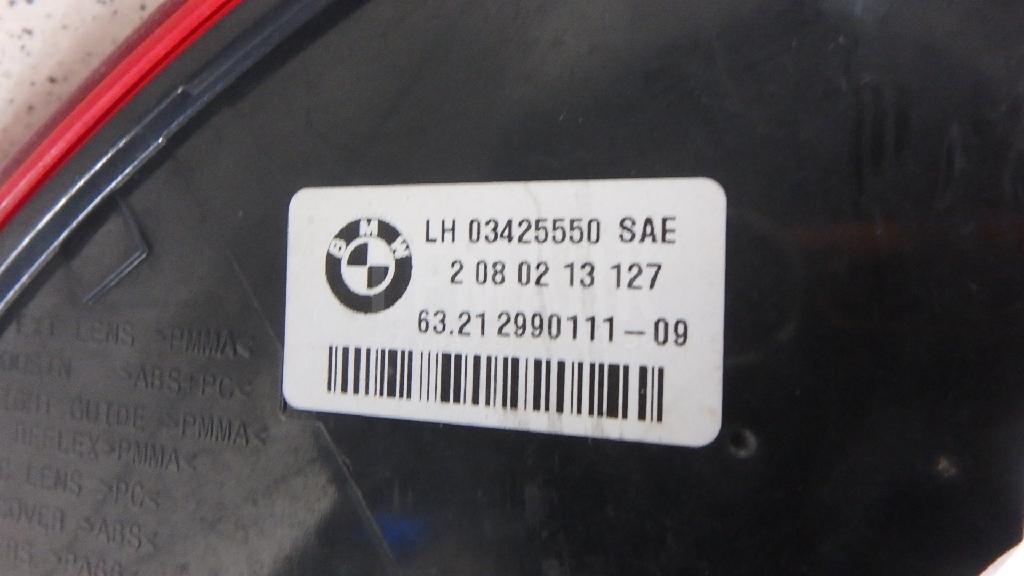 BMW
LH 03425550 SAE
2 08 02 13 127
63.21 2990111-09
LENS >PMMA<
>ABS+PC<
GUIDE >PMMA<
REFLEX>PMMA<
LENS >PC<
COVER >ABS<